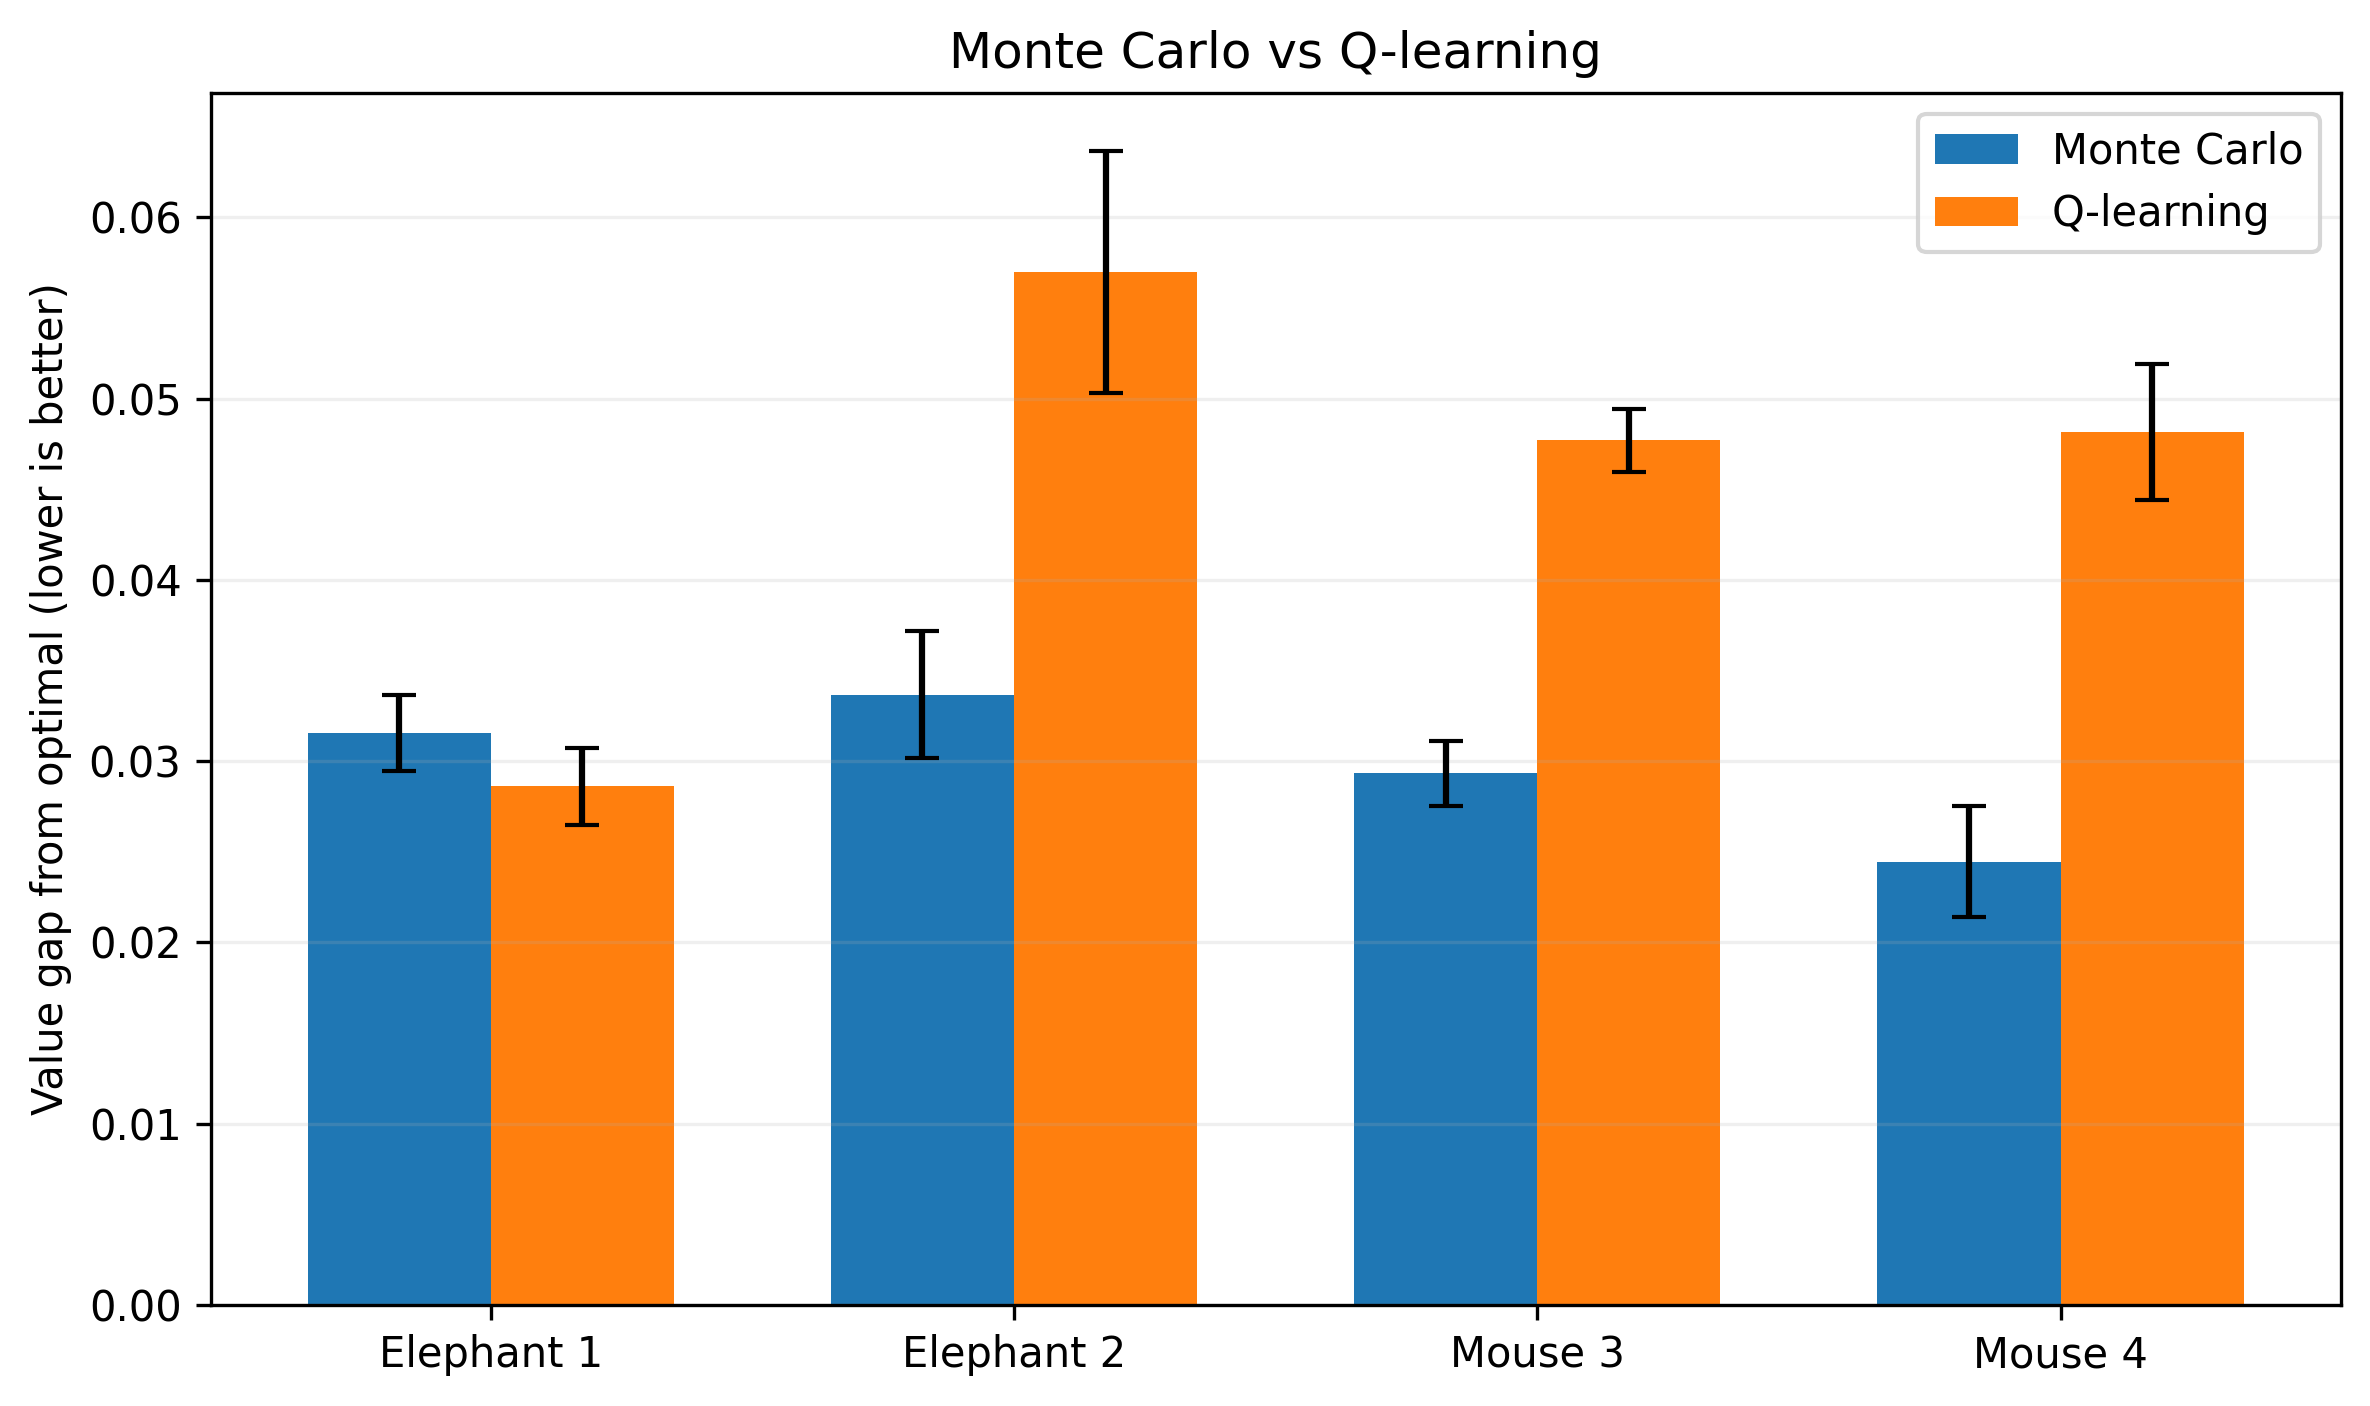 Monte Carlo vs Q-learning
Monte Carlo
Q-learning
Value gap from optimal (lower is better)
0.06
0.05
0.04
0.03
0.02
0.01
0.00
Elephant 1 Elephant 2 Mouse 3 Mouse 4